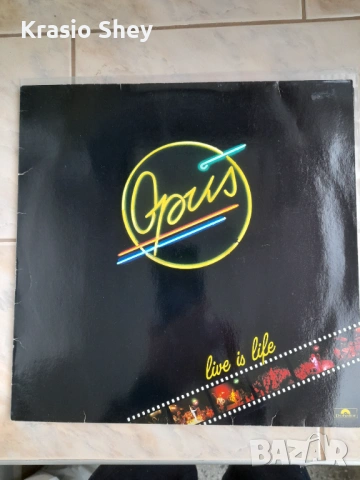 Krasio Shey
Opus
live is life
BAZAR